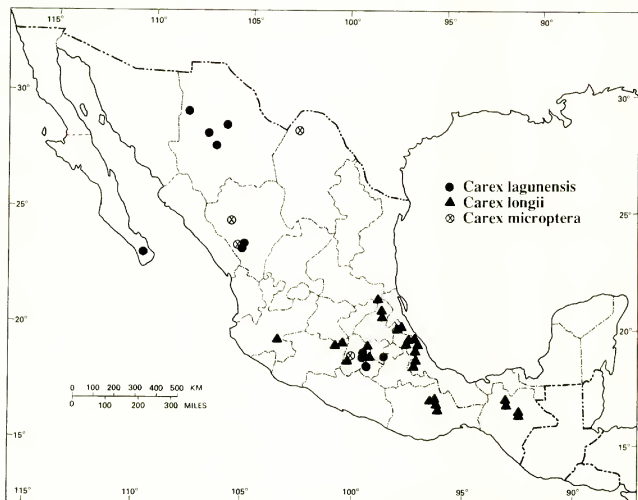 115° 110° 105° 100° 95° 90°
30° 30°
● Carex lagunensis
▲ Carex longii
⊗ Carex microptera
25° 25°
20° 20°
0 100 200 300 400 500 KM
0 100 200 300 MILES
15° 15°
115° 110° 105° 100° 95° 90°